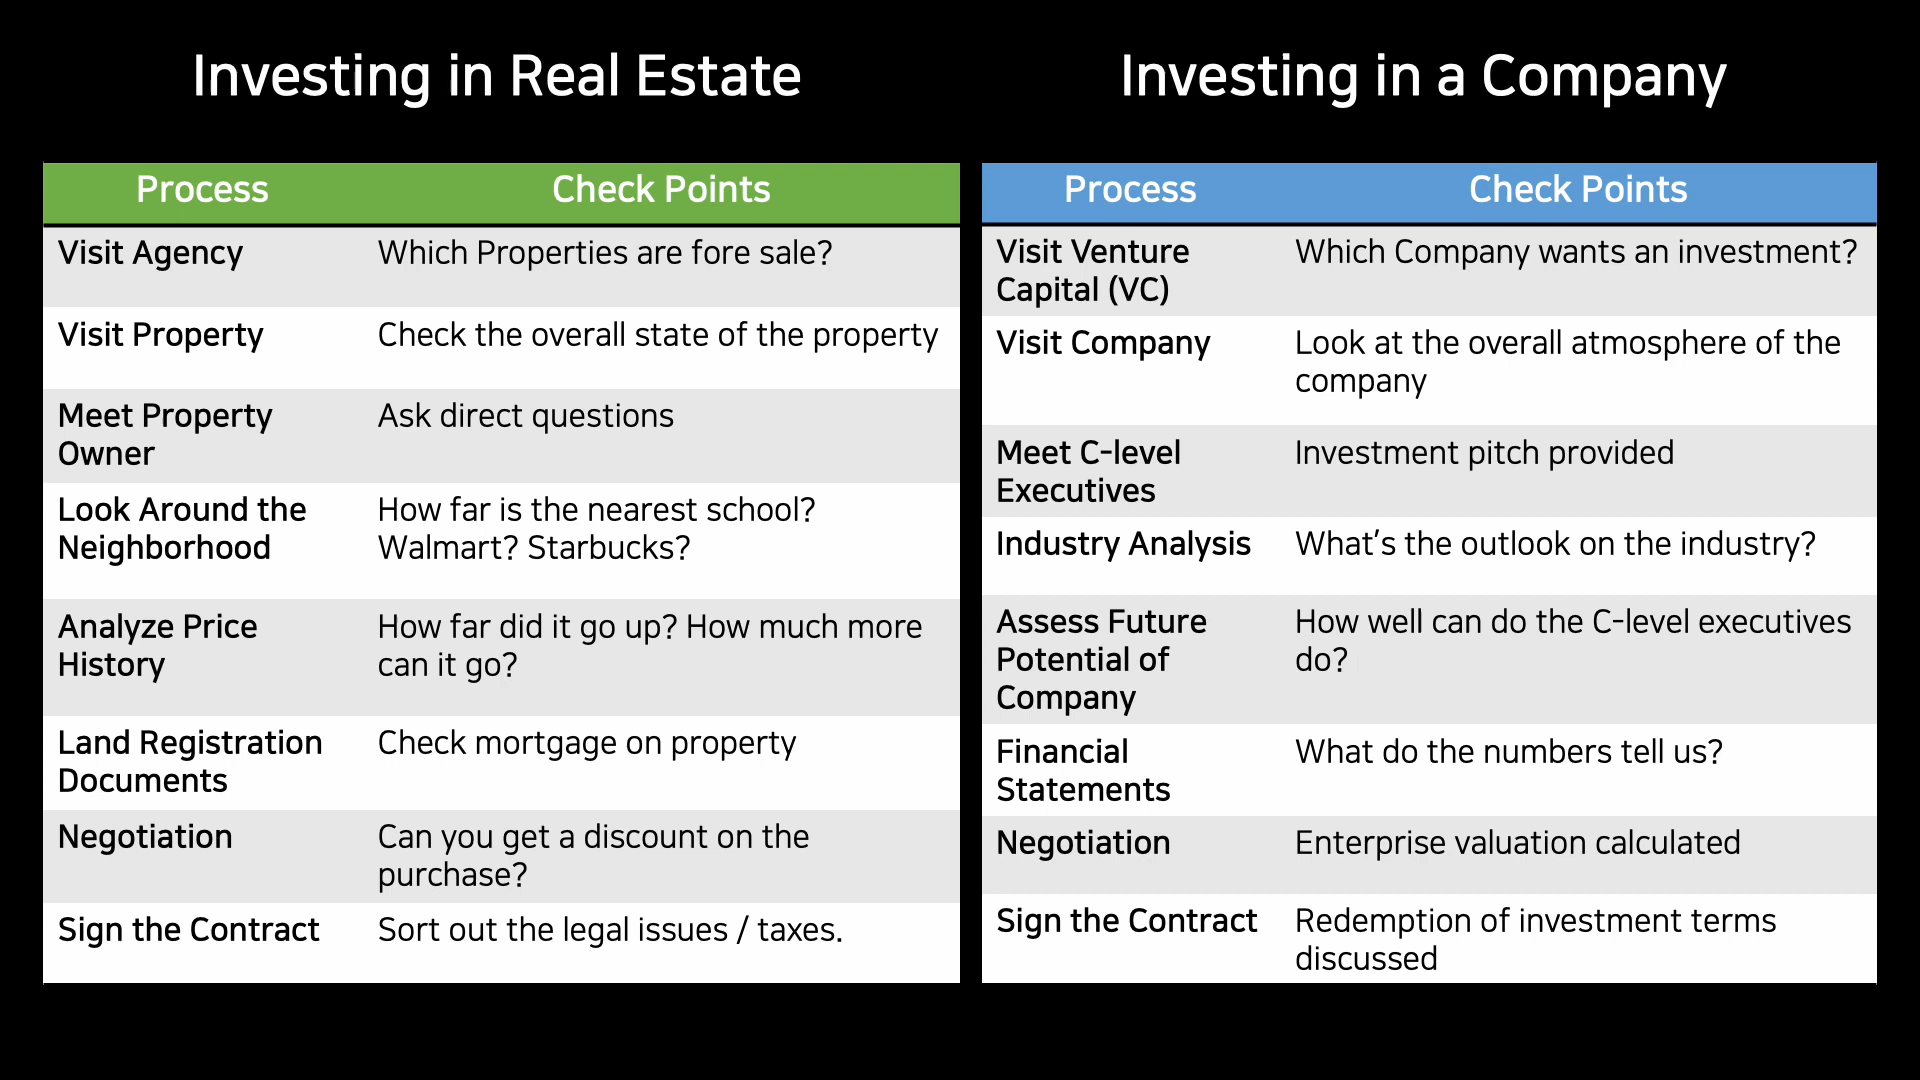 Investing in Real Estate
Process Check Points
Visit Agency Which Properties are fore sale?
Visit Property Check the overall state of the property
Meet Property Ask direct questions
Owner
Look Around the How far is the nearest school?
Neighborhood Walmart? Starbucks?
Analyze Price How far did it go up? How much more
History can it go?
Land Registration Check mortgage on property
Documents
Negotiation Can you get a discount on the
purchase?
Sign the Contract Sort out the legal issues / taxes.
Investing in a Company
Process Check Points
Visit Venture Which Company wants an investment?
Capital (VC)
Visit Company Look at the overall atmosphere of the
company
Meet C-level Investment pitch provided
Executives
Industry Analysis What’s the outlook on the industry?
Assess Future How well can do the C-level executives
Potential of do?
Company
Financial What do the numbers tell us?
Statements
Negotiation Enterprise valuation calculated
Sign the Contract Redemption of investment terms
discussed